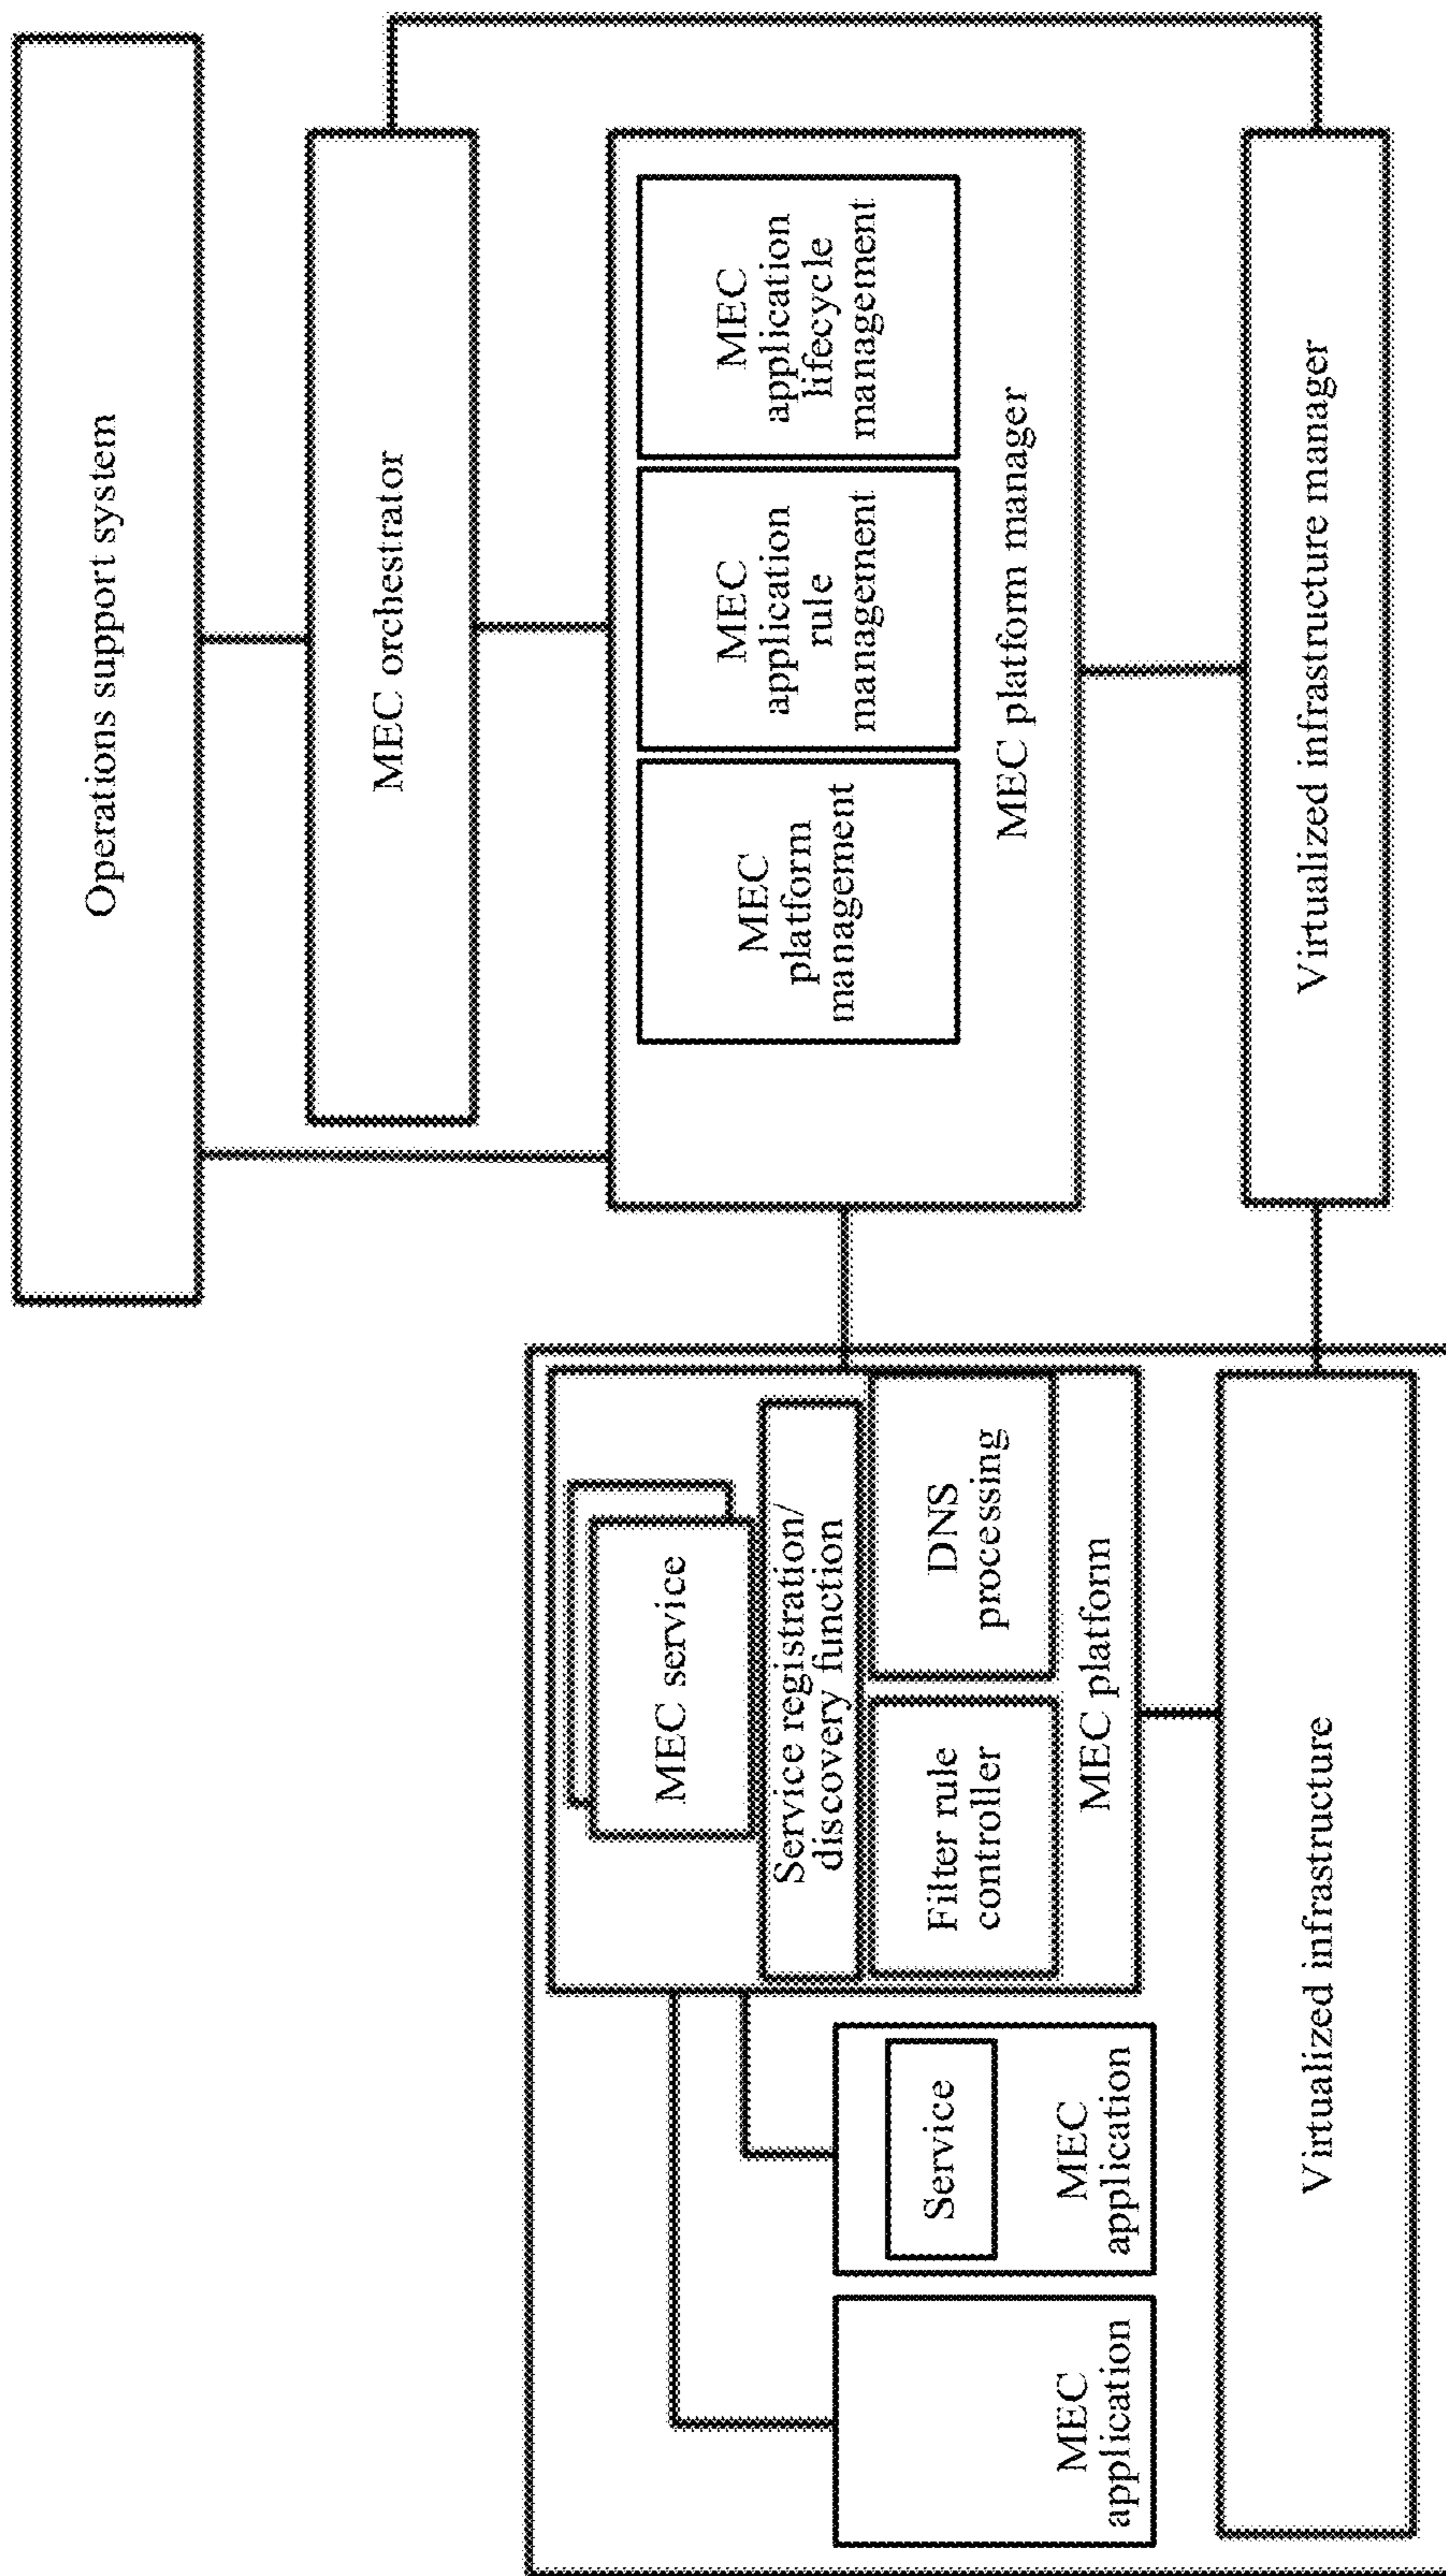 Operations support system
MEC orchestrator
MEC
platform
management
MEC
application
rule
management
MEC
application
lifecycle
management
MEC platform manager
Virtualized infrastructure manager
MEC service
Service registration/
discovery function
Filter rule
controller
DNS
processing
MEC platform
Service
MEC
application
MEC
application
Virtualized infrastructure